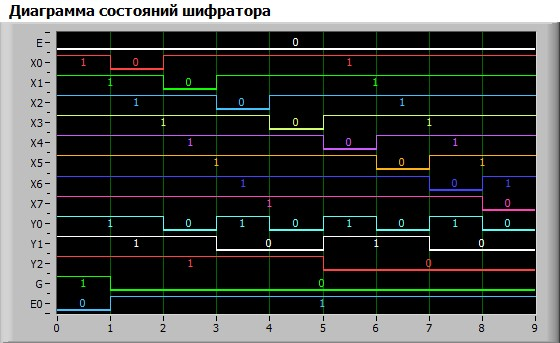 Диаграмма состояний шифратора
E 0
X0 1 0 1
X1 1 0 1
X2 1 0 1
X3 1 0 1
X4 1 0 1
X5 1 0 1
X6 1 0 1
X7 1 0
Y0 1 0 1 0 1 0 1 0
Y1 1 0 1 0
Y2 1 0
G 1 0
E0 0 1
0 1 2 3 4 5 6 7 8 9